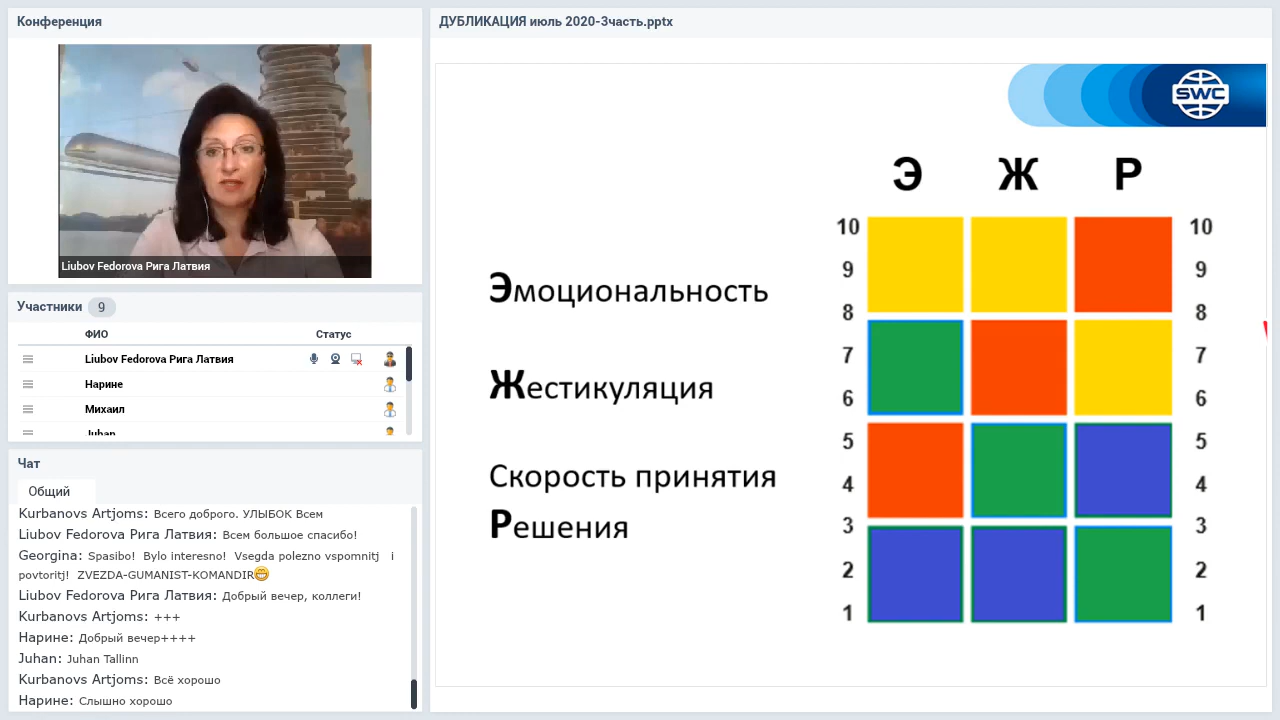 Конференция
Liubov Fedorova Рига Латвия
Участники 9
ФИО Статус
Liubov Fedorova Рига Латвия
Нарине
Михаил
Juhan
Чат
Общий
Kurbanovs Artjoms: Всего доброго. УЛЫБОК Всем
Liubov Fedorova Рига Латвия: Всем большое спасибо!
Georgina: Spasibo! Bylo interesno! Vsegda polezno vspomnitj i
povtoritj! ZVEZDA-GUMANIST-KOMANDIR😁
Liubov Fedorova Рига Латвия: Добрый вечер, коллеги!
Kurbanovs Artjoms: +++
Нарине: Добрый вечер++++
Juhan: Juhan Tallinn
Kurbanovs Artjoms: Всё хорошо
Нарине: Слышно хорошо
ДУБЛИКАЦИЯ июль 2020-3часть.pptx
SWC
Э Ж Р
Эмоциональность
Жестикуляция
Скорость принятия
Решения
10 10
9 9
8 8
7 7
6 6
5 5
4 4
3 3
2 2
1 1